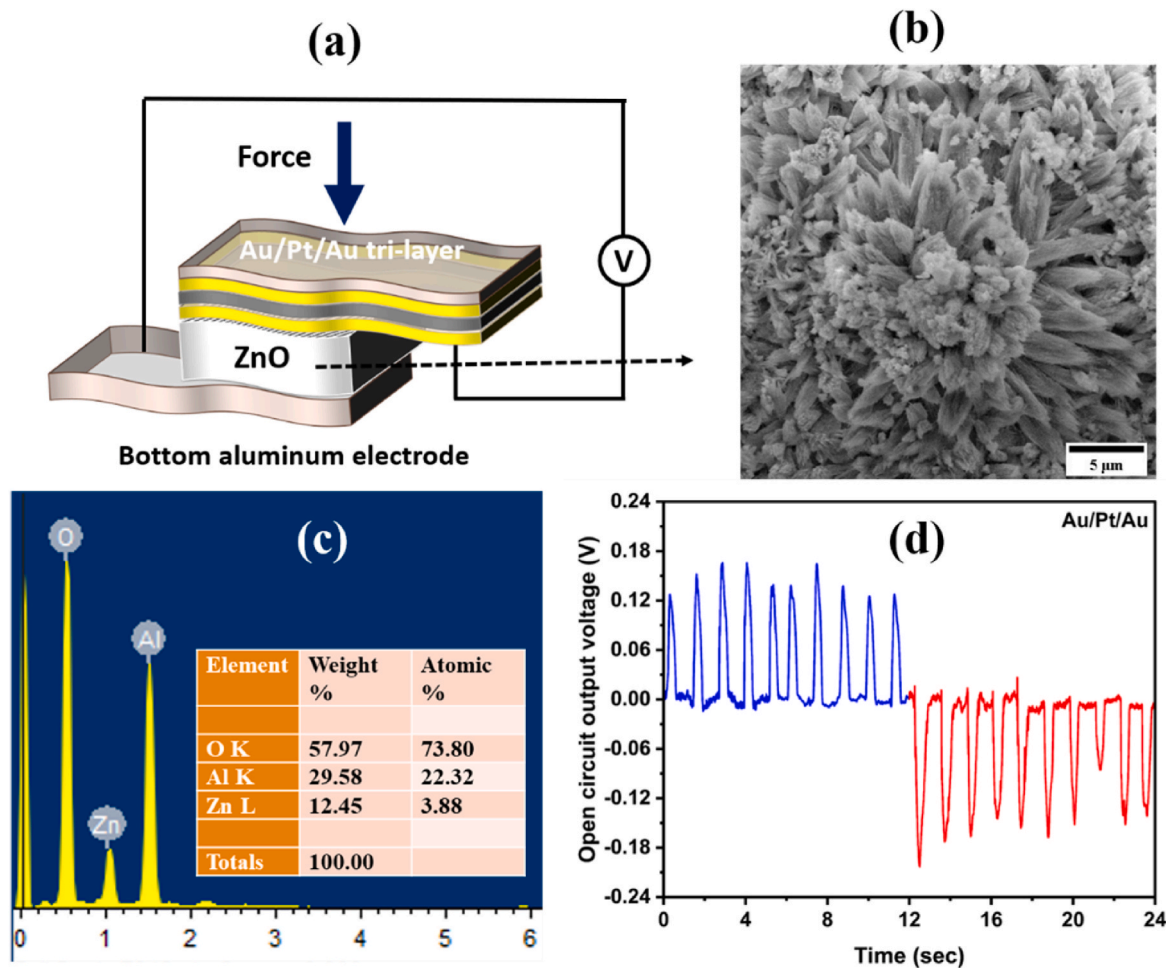 (a)
Force
Au/Pt/Au tri-layer
V
ZnO
Bottom aluminum electrode
(b)
5 μm
(c)
O
Zn
Al
Element Weight % Atomic %
O K 57.97 73.80
Al K 29.58 22.32
Zn L 12.45 3.88
Totals 100.00
0 1 2 3 4 5 6
(d)
Au/Pt/Au
Open circuit output voltage (V)
0.24
0.18
0.12
0.06
0.00
-0.06
-0.12
-0.18
-0.24
0 4 8 12 16 20 24
Time (sec)